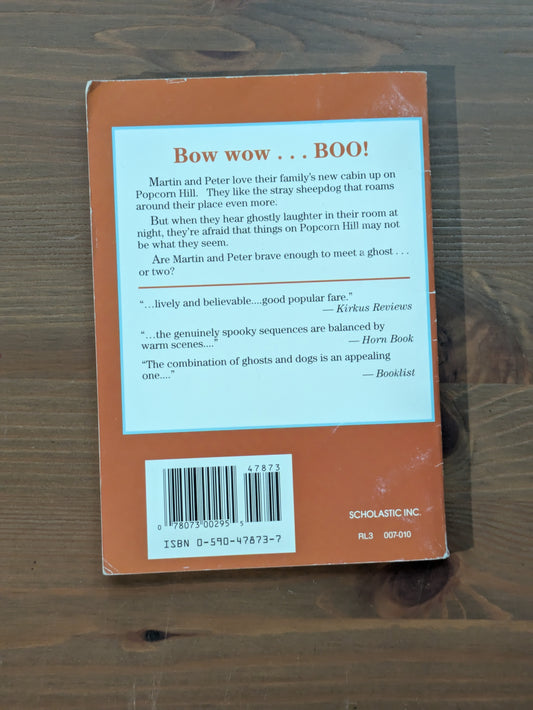 Bow wow . . . BOO!
Martin and Peter love their family's new cabin up on
Popcorn Hill. They like the stray sheepdog that roams
around their place even more.
But when they hear ghostly laughter in their room at
night, they're afraid that things on Popcorn Hill may not
be what they seem.
Are Martin and Peter brave enough to meet a ghost . . .
or two?
"...lively and believable....good popular fare."
— Kirkus Reviews
"...the genuinely spooky sequences are balanced by
warm scenes...."
— Horn Book
"The combination of ghosts and dogs is an appealing
one...."
— Booklist
47873
0 78073 00295 5
ISBN 0-590-47873-7
SCHOLASTIC INC.
RL3 007-010